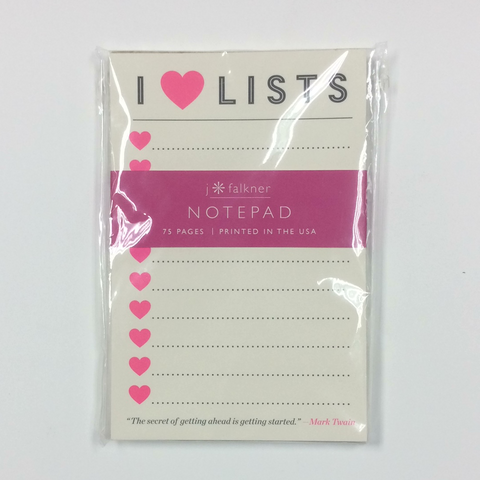 I ♥ LISTS
j ✻ falkner
NOTEPAD
75 PAGES | PRINTED IN THE USA
“The secret of getting ahead is getting started.” —Mark Twain